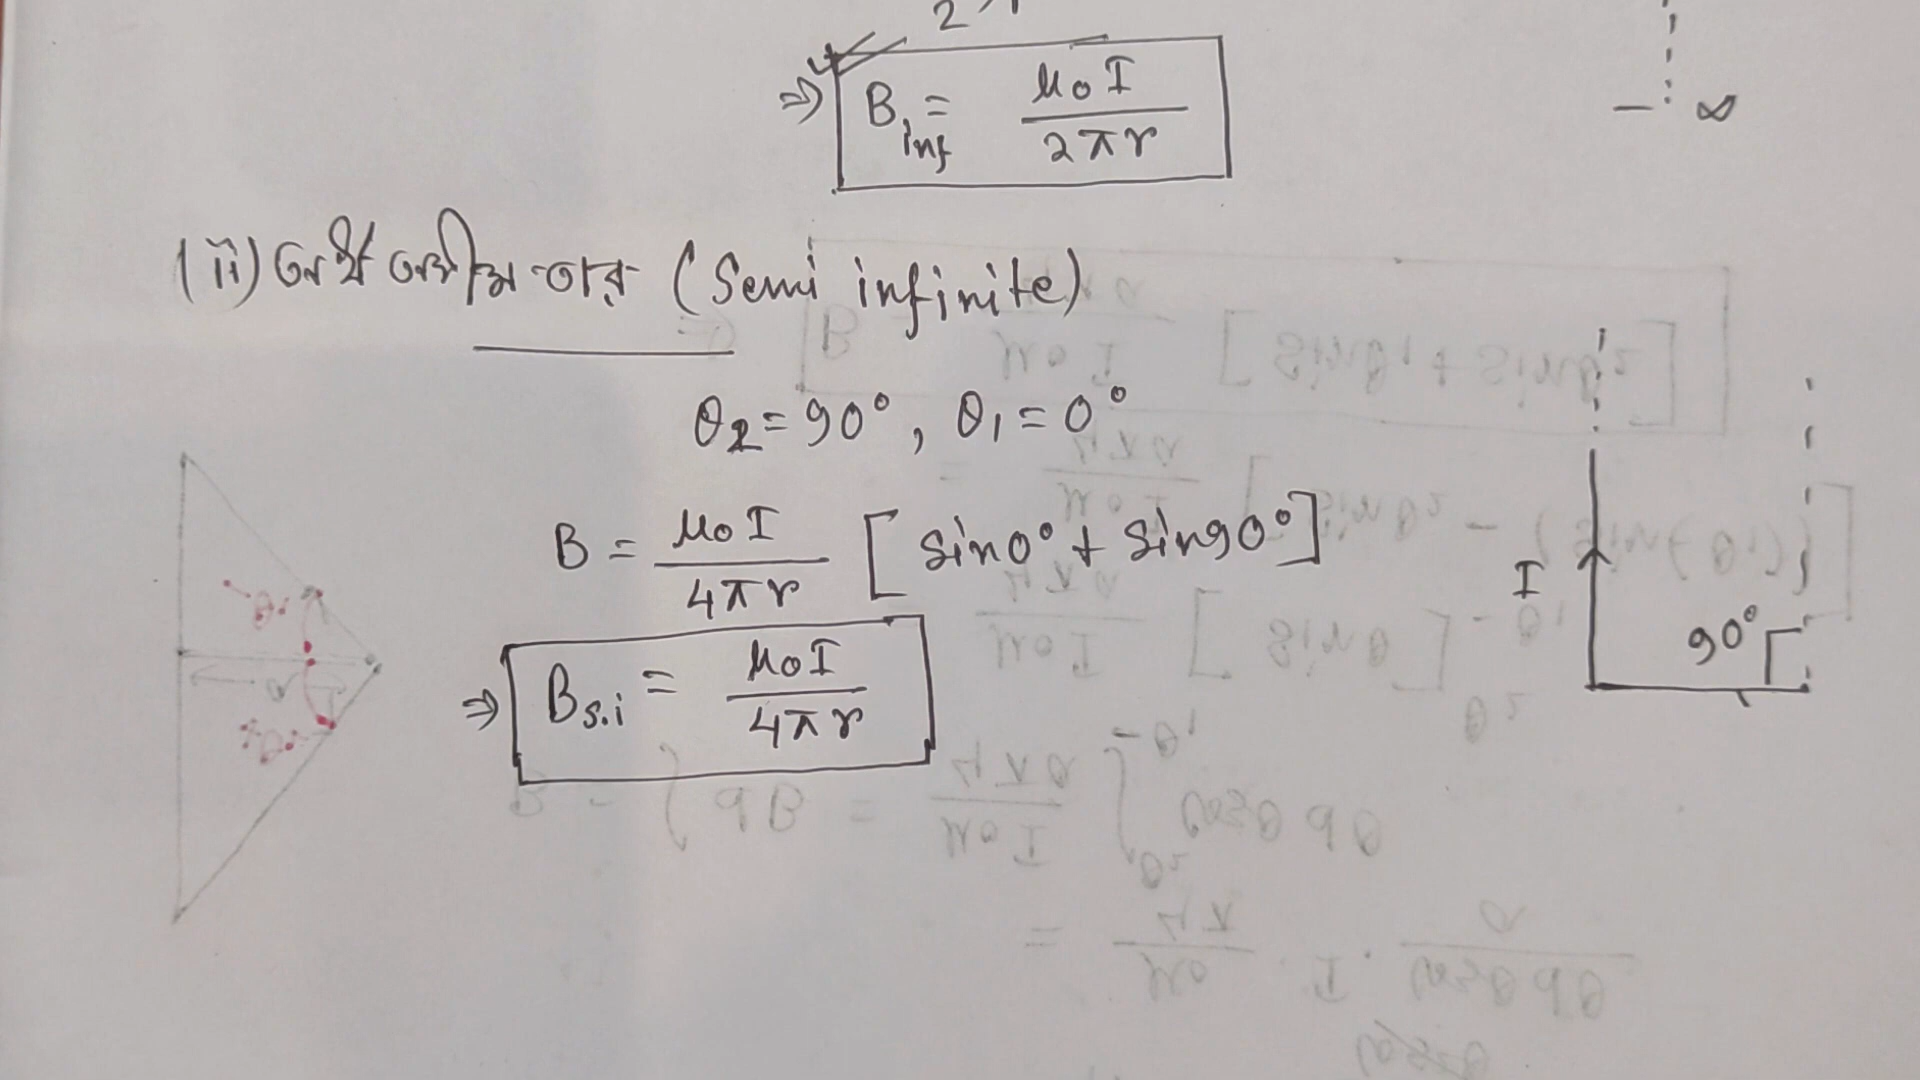 2
⇒ B_inf = μ₀I / 2πr
∞
(ii) অর্ধ অসীম তার (Semi infinite)
θ₂ = 90°, θ₁ = 0°
B = μ₀I / 4πr [sin0° + sin90°]
I
90°
⇒ B_s.i = μ₀I / 4πr